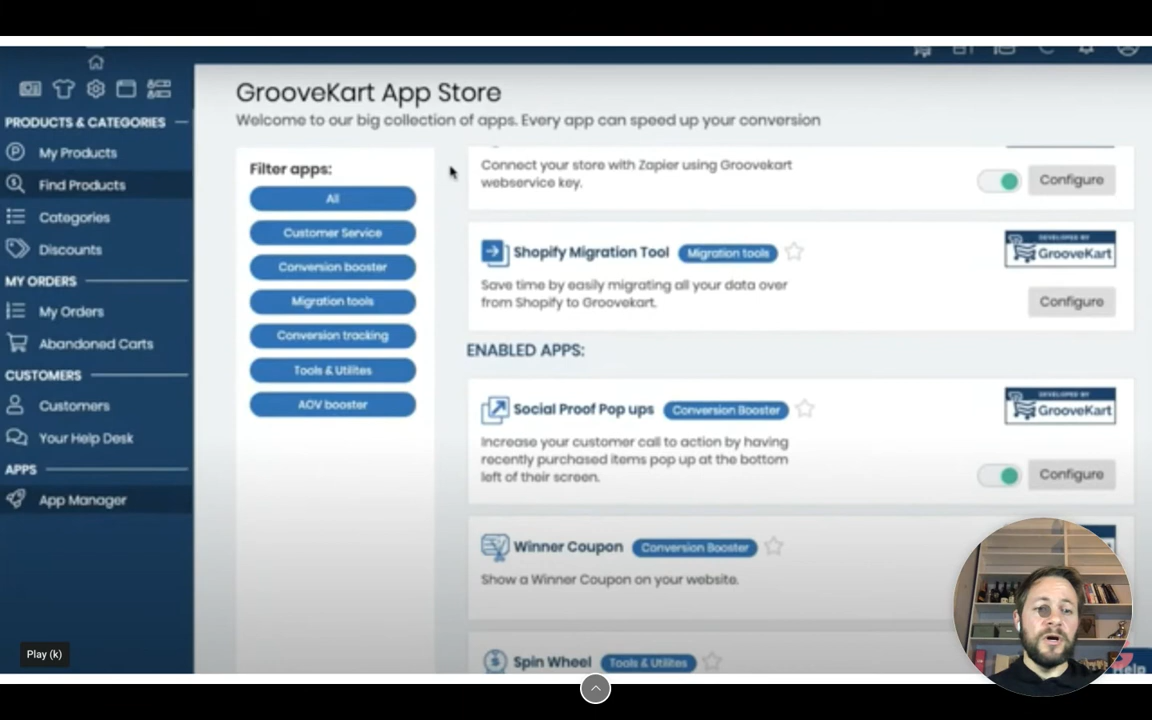 GrooveKart App Store
Welcome to our big collection of apps. Every app can speed up your conversion
PRODUCTS & CATEGORIES
My Products
Find Products
Categories
Discounts
MY ORDERS
My Orders
Abandoned Carts
CUSTOMERS
Customers
Your Help Desk
APPS
App Manager
Filter apps:
All
Customer Service
Conversion booster
Migration tools
Conversion tracking
Tools & Utilites
AOV booster
Connect your store with Zapier using Groovekart
webservice key.
Configure
Shopify Migration Tool
Migration tools
DEVELOPED BY
GrooveKart
Save time by easily migrating all your data over
from Shopify to Groovekart.
Configure
ENABLED APPS:
Social Proof Pop ups
Conversion Booster
DEVELOPED BY
GrooveKart
Increase your customer call to action by having
recently purchased items pop up at the bottom
left of their screen.
Configure
Winner Coupon
Conversion Booster
Show a Winner Coupon on your website.
Spin Wheel
Tools & Utilites
Help
Play (k)